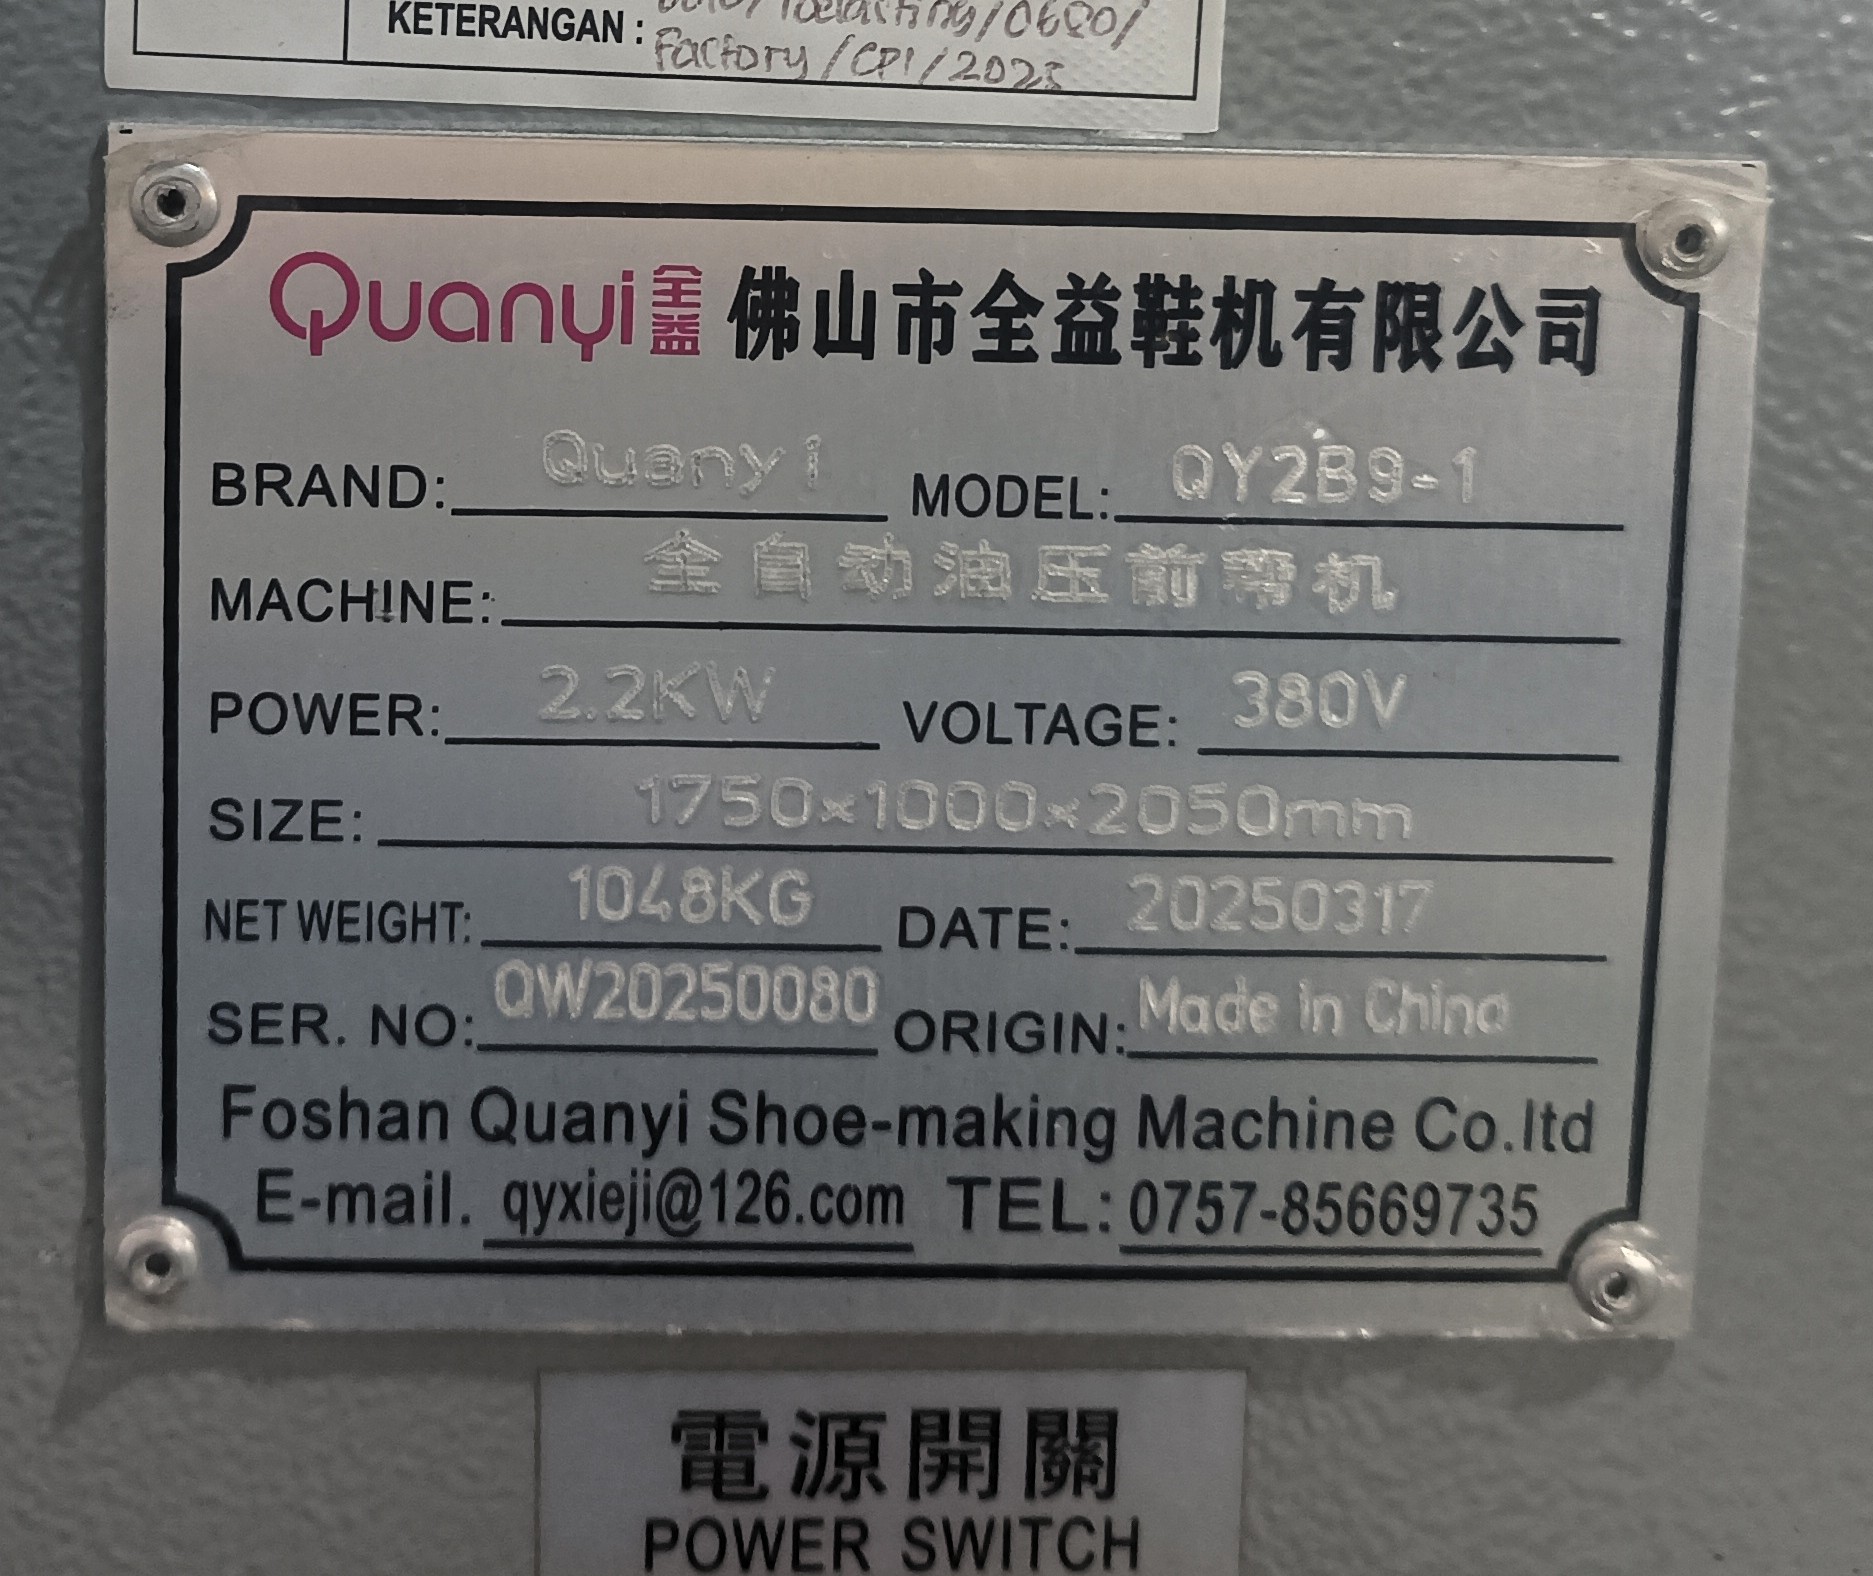 KETERANGAN : /0680/
Factory/CPI/2025
Quanyi 全益 佛山市全益鞋机有限公司
BRAND: Quanyi MODEL: QY2B9-1
MACHINE: 全自动油压前帮机
POWER: 2.2KW VOLTAGE: 380V
SIZE: 1750×1000×2050mm
NET WEIGHT: 1048KG DATE: 20250317
SER. NO: QW20250080 ORIGIN: Made in China
Foshan Quanyi Shoe-making Machine Co.ltd
E-mail. qyxieji@126.com TEL: 0757-85669735
電源開關
POWER SWITCH